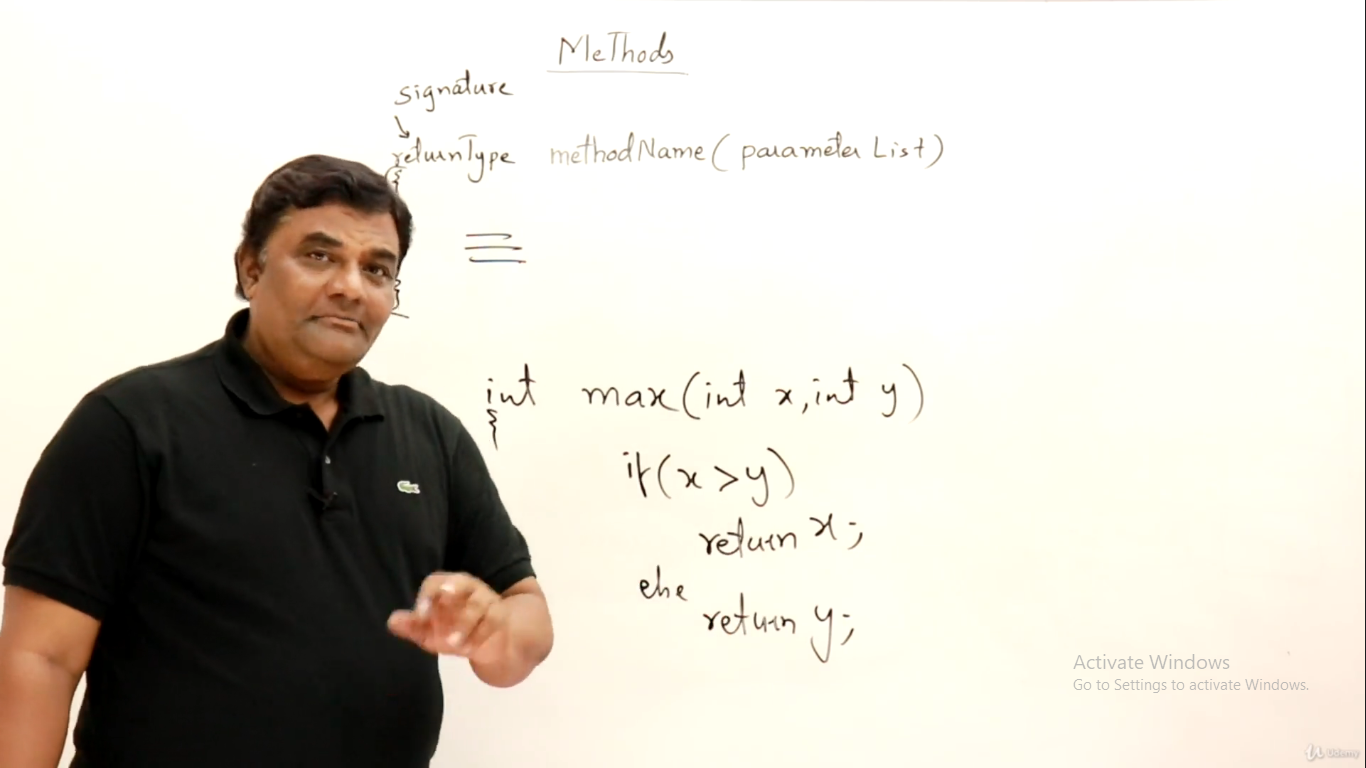 MeThods
signature
returnType methodName( parameter List)
{
}
int max(int x,int y)
{
if(x>y)
return x;
else
return y;
Activate Windows
Go to Settings to activate Windows.
Udemy